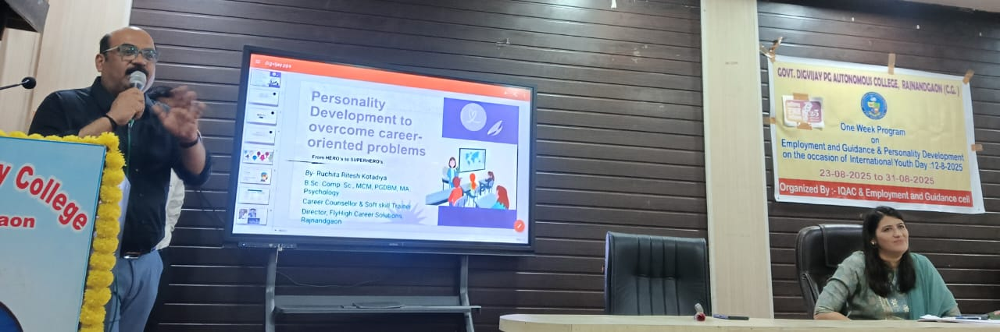 y College
aon
digvijay.ppx
Personality
Development to
overcome career-
oriented problems
From HERO's to SUPERHERO's
By- Ruchita Ritesh Kotadiya
B.Sc. Comp. Sc., MCM, PGDBM, MA
Psychology
Career Counsellor & Soft skill Trainer
Director, FlyHigh Career Solutions,
Rajnandgaon
GOVT. DIGVIJAY PG AUTONOMOUS COLLEGE, RAJNANDGAON (C.G. )
One Week Program
on
Employment and Guidance & Personality Development
on the occasion of International Youth Day :12-8-2025
23-08-2025 to 31-08-2025
Organized By :- IQAC & Employment and Guidance cell